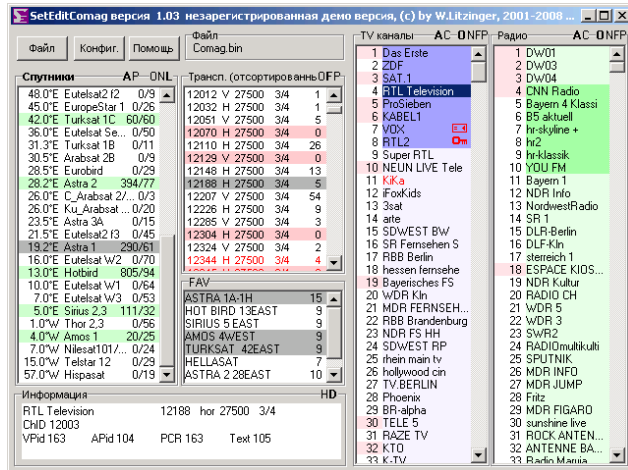 SetEditComag версия 1.03 незарегистрированная демо версия, (c) by W.Litzinger, 2001-2008 ...
Файл
Конфиг.
Помощь
Файл
Comag.bin
Спутники AP-ONL
48.0°E Eutelsat2 f2 0/9
45.0°E EuropeStar 1 0/26
42.0°E Turksat 1C 60/60
36.0°E Eutelsat Se... 0/50
31.3°E Turksat 1B 0/11
30.5°E Arabsat 2B 0/9
28.5°E Eurobird 0/29
28.2°E Astra 2 394/77
26.0°E C_Arabsat 2/... 0/3
26.0°E Ku_Arabsat ... 0/20
23.5°E Astra 3A 0/15
21.5°E Eutelsat2 f3 0/45
19.2°E Astra 1 290/61
16.0°E Eutelsat W2 0/70
13.0°E Hotbird 805/94
10.0°E Eutelsat W1 0/64
7.0°E Eutelsat W3 0/53
5.0°E Sirius 2,3 111/32
1.0°W Thor 2,3 0/56
4.0°W Amos 1 20/25
7.0°W Nilesat101/... 0/24
15.0°W Telstar 12 0/29
57.0°W Hispasat 0/19
Трансп. (отсортированны OFP
12012 V 27500 3/4 1
12032 H 27500 3/4 1
12051 V 27500 3/4 5
12070 H 27500 3/4 0
12110 H 27500 3/4 26
12129 V 27500 3/4 0
12148 H 27500 3/4 13
12188 H 27500 3/4 5
12207 V 27500 3/4 54
12226 H 27500 3/4 9
12285 V 27500 3/4 3
12304 H 27500 3/4 0
12324 V 27500 3/4 2
12344 H 27500 3/4 4
FAV
ASTRA 1A-1H 15
HOT BIRD 13EAST 9
SIRIUS 5 EAST 9
AMOS 4WEST 9
TURKSAT 42EAST 9
HELLASAT 7
ASTRA 2 28EAST 10
Информация HD-
RTL Television 12188 hor 27500 3/4
ChID 12003
VPid 163 APid 104 PCR 163 Text 105
TV каналы AC-ONFP
1 Das Erste
2 ZDF
3 SAT.1
4 RTL Television
5 ProSieben
6 KABEL1
7 VOX
8 RTL2
9 Super RTL
10 NEUN LIVE Tele
11 KiKa
12 iFoxKids
13 3sat
14 arte
15 SDWEST BW
16 SR Fernsehen S
17 RBB Berlin
18 hessen fernsehe
19 Bayerisches FS
20 WDR Kln
21 MDR FERNSEH...
22 RBB Brandenburg
23 NDR FS HH
24 SDWEST RP
25 rhein main tv
26 hollywood cin
27 TV.BERLIN
28 Phoenix
29 BR-alpha
30 TELE 5
31 RAZE TV
32 KTO
33 K-TV
Радио AC-ONFP
1 DW01
2 DW03
3 DW04
4 CNN Radio
5 Bayern 4 Klassi
6 B5 aktuell
7 hr-skyline +
8 hr2
9 hr-klassik
10 YOU FM
11 Bayern 1
12 NDR Info
13 NordwestRadio
14 SR 1
15 DLR-Berlin
16 DLF-Kln
17 sterreich 1
18 ESPACE KIOS...
19 NDR Kultur
20 RADIO CH
21 WDR 5
22 WDR 3
23 SWR2
24 RADIOmultikulti
25 SPUTNIK
26 MDR INFO
27 MDR JUMP
28 Fritz
29 MDR FIGARO
30 sunshine live
31 ROCK ANTEN...
32 ANTENNE BA...
33 Radio Maruja